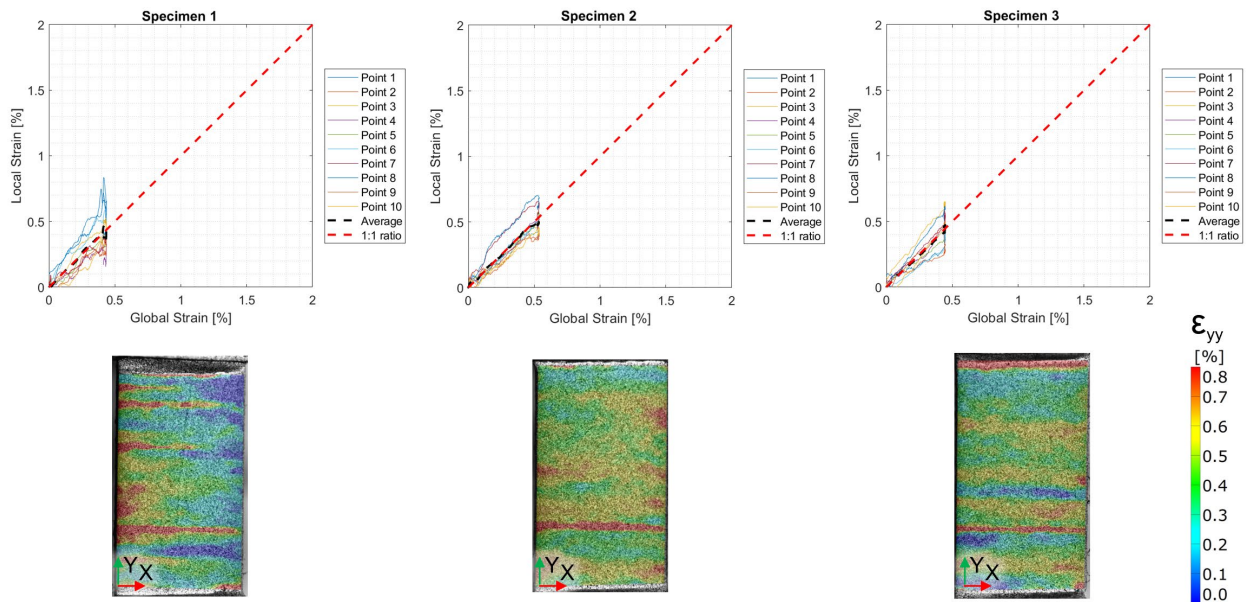 Specimen 1
2
1.5
1
0.5
0
0
0.5
1
1.5
2
Local Strain [%]
Global Strain [%]
Point 1
Point 2
Point 3
Point 4
Point 5
Point 6
Point 7
Point 8
Point 9
Point 10
Average
1:1 ratio
Specimen 2
2
1.5
1
0.5
0
0
0.5
1
1.5
2
Local Strain [%]
Global Strain [%]
Point 1
Point 2
Point 3
Point 4
Point 5
Point 6
Point 7
Point 8
Point 9
Point 10
Average
1:1 ratio
Specimen 3
2
1.5
1
0.5
0
0
0.5
1
1.5
2
Local Strain [%]
Global Strain [%]
Point 1
Point 2
Point 3
Point 4
Point 5
Point 6
Point 7
Point 8
Point 9
Point 10
Average
1:1 ratio
Y X
Y X
Y X
εyy
[%]
0.8
0.7
0.6
0.5
0.4
0.3
0.2
0.1
0.0